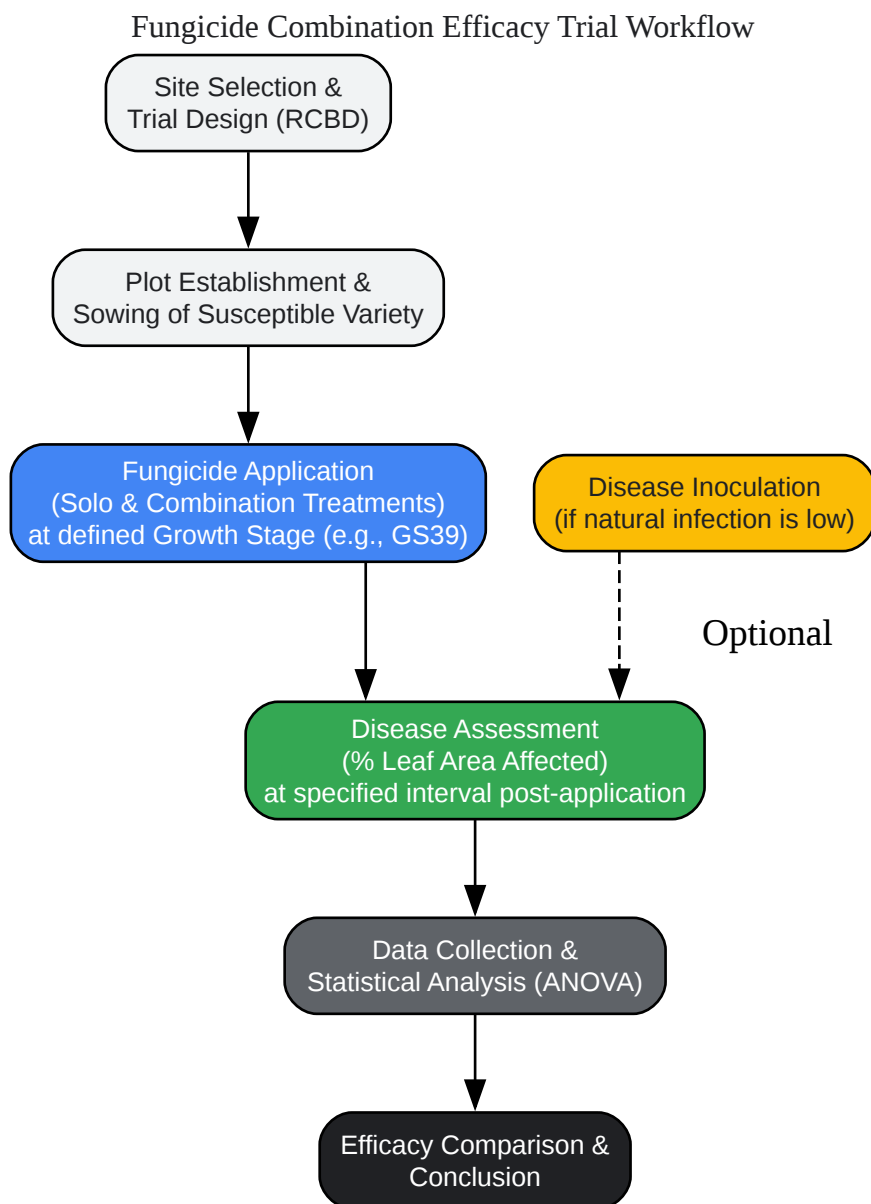 Fungicide Combination Efficacy Trial Workflow
Site Selection &
Trial Design (RCBD)
Plot Establishment &
Sowing of Susceptible Variety
Fungicide Application
(Solo & Combination Treatments)
at defined Growth Stage (e.g., GS39)
Disease Inoculation
(if natural infection is low)
Optional
Disease Assessment
(% Leaf Area Affected)
at specified interval post-application
Data Collection &
Statistical Analysis (ANOVA)
Efficacy Comparison &
Conclusion